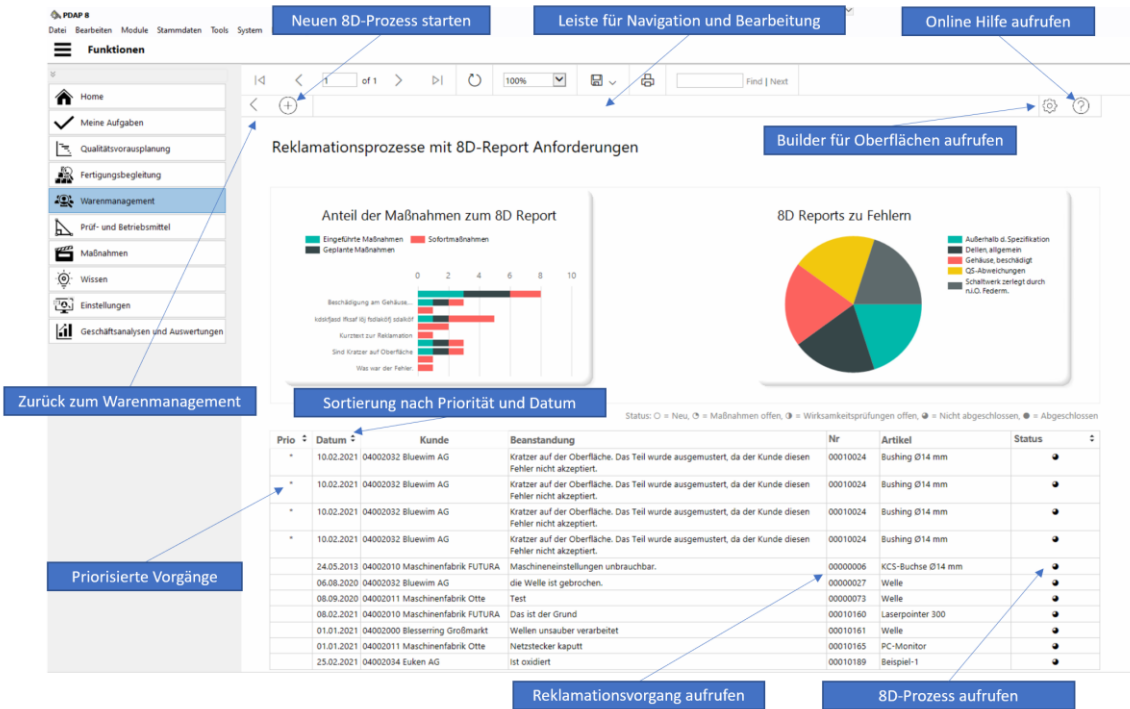 PDAP 8
Neuen 8D-Prozess starten
Leiste für Navigation und Bearbeitung
Online Hilfe aufrufen
Datei Bearbeiten Module Stammdaten Tools System
Funktionen
1 of 1 100% Find | Next
Home
Meine Aufgaben
Qualitätsvorausplanung
Fertigungsbegleitung
Warenmanagement
Prüf- und Betriebsmittel
Maßnahmen
Wissen
Einstellungen
Geschäftsanalysen und Auswertungen
Builder für Oberflächen aufrufen
Reklamationsprozesse mit 8D-Report Anforderungen
Anteil der Maßnahmen zum 8D Report
Eingeführte Maßnahmen Sofortmaßnahmen
Geplante Maßnahmen
0 2 4 6 8 10
Beschädigung am Gehäuse...
Kurztext zur Reklamation
Sind Kratzer auf Oberfläche
Was war der Fehler.
8D Reports zu Fehlern
Außerhalb d. Spezifikation
Dellen, allgemein
Gehäuse, beschädigt
QS-Abweichungen
Schaltwerk zerlegt durch
n.i.O. Federm.
Zurück zum Warenmanagement
Sortierung nach Priorität und Datum
Status: ○ = Neu, ◔ = Maßnahmen offen, ◑ = Wirksamkeitsprüfungen offen, ◕ = Nicht abgeschlossen, ● = Abgeschlossen
Prio Datum Kunde Beanstandung Nr Artikel Status
* 10.02.2021 04002032 Bluewim AG Kratzer auf der Oberfläche. Das Teil wurde ausgemustert, da der Kunde diesen 00010024 Bushing Ø14 mm
Fehler nicht akzeptiert.
* 10.02.2021 04002032 Bluewim AG Kratzer auf der Oberfläche. Das Teil wurde ausgemustert, da der Kunde diesen 00010024 Bushing Ø14 mm
Fehler nicht akzeptiert.
* 10.02.2021 04002032 Bluewim AG Kratzer auf der Oberfläche. Das Teil wurde ausgemustert, da der Kunde diesen 00010024 Bushing Ø14 mm
Fehler nicht akzeptiert.
* 10.02.2021 04002032 Bluewim AG Kratzer auf der Oberfläche. Das Teil wurde ausgemustert, da der Kunde diesen 00010024 Bushing Ø14 mm
Fehler nicht akzeptiert.
24.05.2013 04002010 Maschinenfabrik FUTURA Maschineneinstellungen unbrauchbar. 00000006 KCS-Buchse Ø14 mm
06.08.2020 04002032 Bluewim AG die Welle ist gebrochen. 00000027 Welle
08.09.2020 04002011 Maschinenfabrik Otte Test 00000073 Welle
08.02.2021 04002010 Maschinenfabrik FUTURA Das ist der Grund 00010160 Laserpointer 300
01.01.2021 04002000 Blesserring Großmarkt Wellen unsauber verarbeitet 00010161 Welle
01.01.2021 04002011 Maschinenfabrik Otte Netzstecker kaputt 00010165 PC-Monitor
25.02.2021 04002034 Euken AG Ist oxidiert 00010189 Beispiel-1
Priorisierte Vorgänge
Reklamationsvorgang aufrufen
8D-Prozess aufrufen